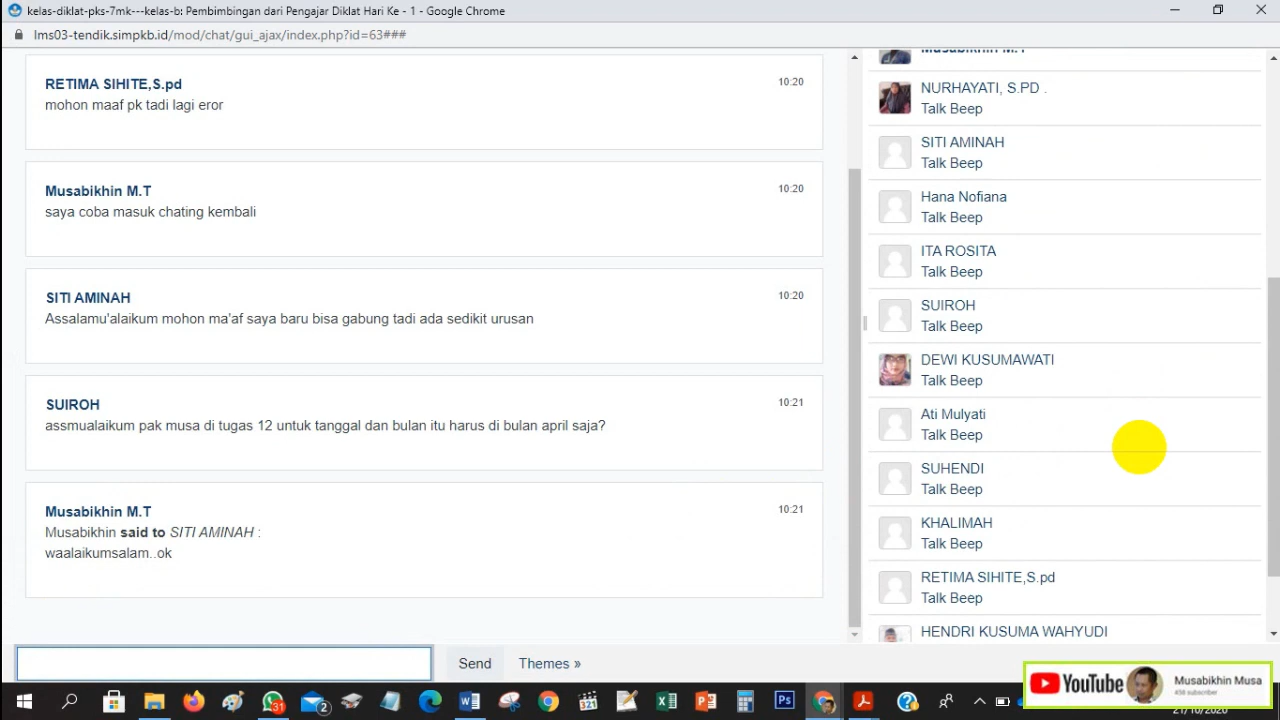 kelas-diklat-pks-7mk---kelas-b: Pembimbingan dari Pengajar Diklat Hari Ke - 1 - Google Chrome
lms03-tendik.simpkb.id/mod/chat/gui_ajax/index.php?id=63###
RETIMA SIHITE,S.pd 10:20
mohon maaf pk tadi lagi eror
Musabikhin M.T 10:20
saya coba masuk chating kembali
SITI AMINAH 10:20
Assalamu'alaikum mohon ma'af saya baru bisa gabung tadi ada sedikit urusan
SUIROH 10:21
assmualaikum pak musa di tugas 12 untuk tanggal dan bulan itu harus di bulan april saja?
Musabikhin M.T 10:21
Musabikhin said to SITI AMINAH :
waalaikumsalam..ok
Musabikhin M.T
NURHAYATI, S.PD .
Talk Beep
SITI AMINAH
Talk Beep
Hana Nofiana
Talk Beep
ITA ROSITA
Talk Beep
SUIROH
Talk Beep
DEWI KUSUMAWATI
Talk Beep
Ati Mulyati
Talk Beep
SUHENDI
Talk Beep
KHALIMAH
Talk Beep
RETIMA SIHITE,S.pd
Talk Beep
HENDRI KUSUMA WAHYUDI
Send Themes »
YouTube Musabikhin Musa
subscriber
31
Ps
21/10/2020